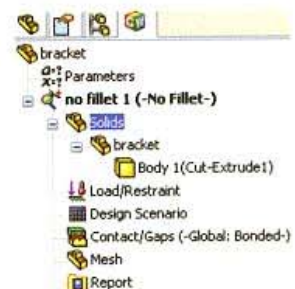 bracket
Parameters
no fillet 1 (-No Fillet-)
Solids
bracket
Body 1(Cut-Extrude1)
Load/Restraint
Design Scenario
Contact/Gaps (-Global: Bonded-)
Mesh
Report